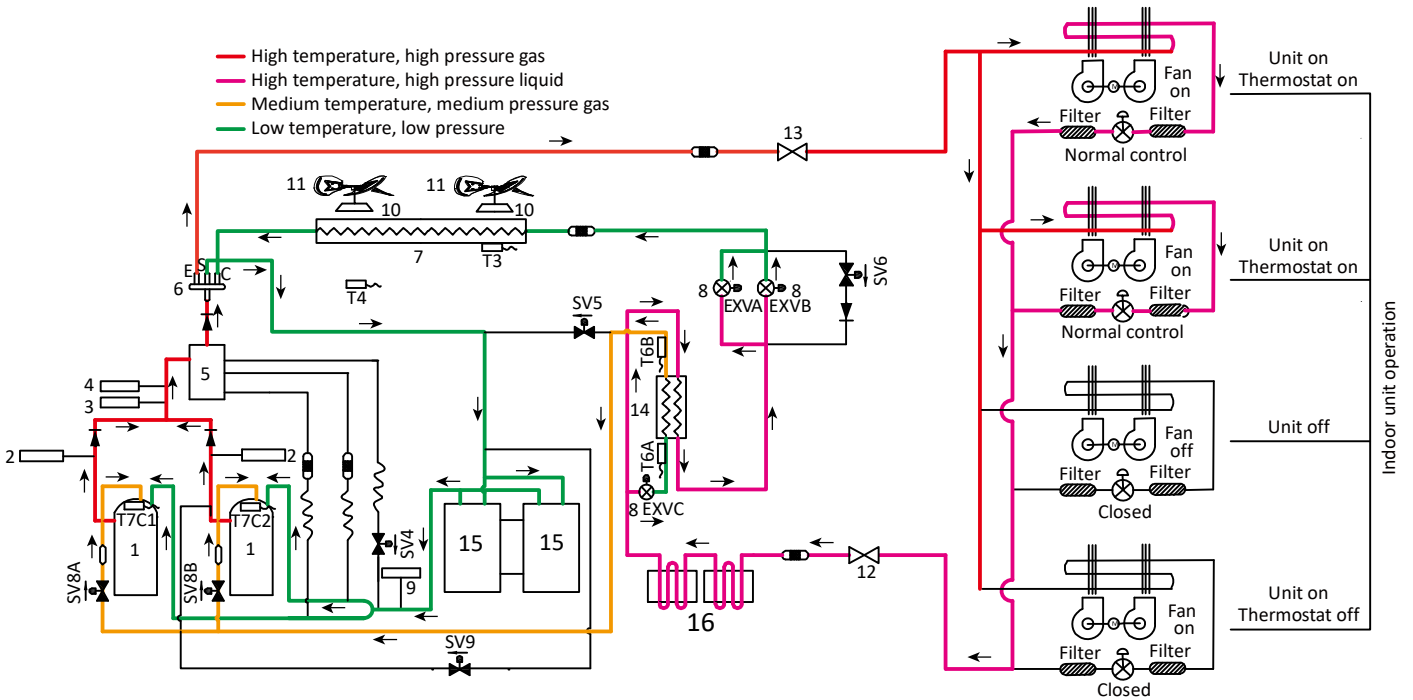 High temperature, high pressure gas
High temperature, high pressure liquid
Medium temperature, medium pressure gas
Low temperature, low pressure
13
11
11
10
10
7
T3
T4
E
S
C
6
5
4
3
2
2
T7C1
T7C2
1
1
SV8A
SV8B
SV4
9
SV9
15
15
SV5
T6B
14
T6A
8
EXVC
8
EXVA
8
EXVB
SV6
16
12
M
Fan
on
Filter
Filter
Normal control
Unit on
Thermostat on
M
Fan
on
Filter
Filter
Normal control
Unit on
Thermostat on
M
Fan
off
Filter
Filter
Closed
Unit off
M
Fan
on
Filter
Filter
Closed
Unit on
Thermostat off
Indoor unit operation